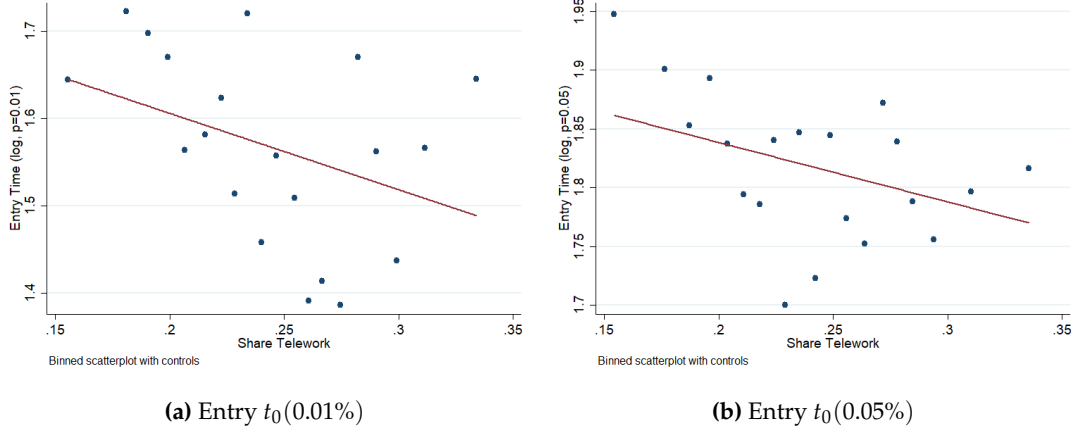 Entry Time (log, p=0.01)
1.7
1.6
1.5
1.4
.15 .2 .25 .3 .35
Share Telework
Binned scatterplot with controls
(a) Entry t₀(0.01%)
Entry Time (log, p=0.05)
1.95
1.9
1.85
1.8
1.75
1.7
.15 .2 .25 .3 .35
Share Telework
Binned scatterplot with controls
(b) Entry t₀(0.05%)